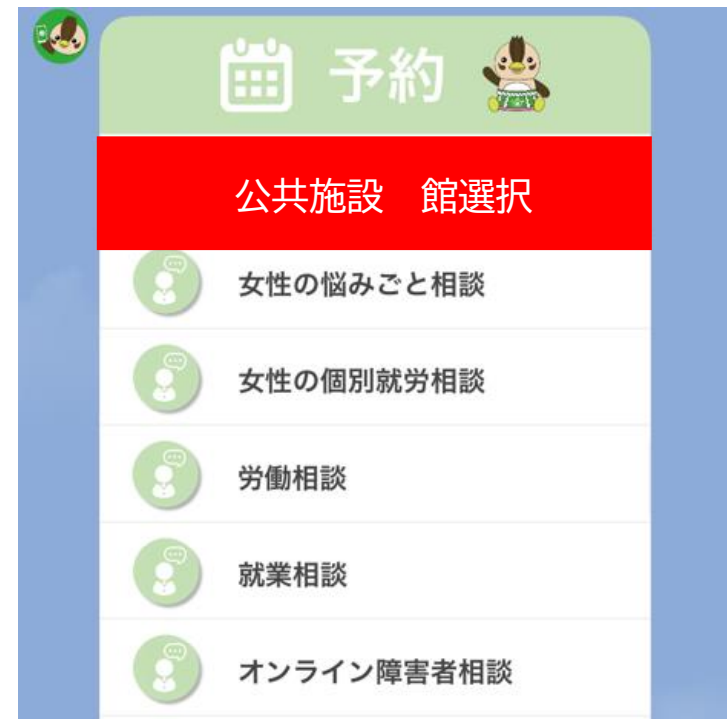 予約
公共施設　館選択
女性の悩みごと相談
女性の個別就労相談
労働相談
就業相談
オンライン障害者相談